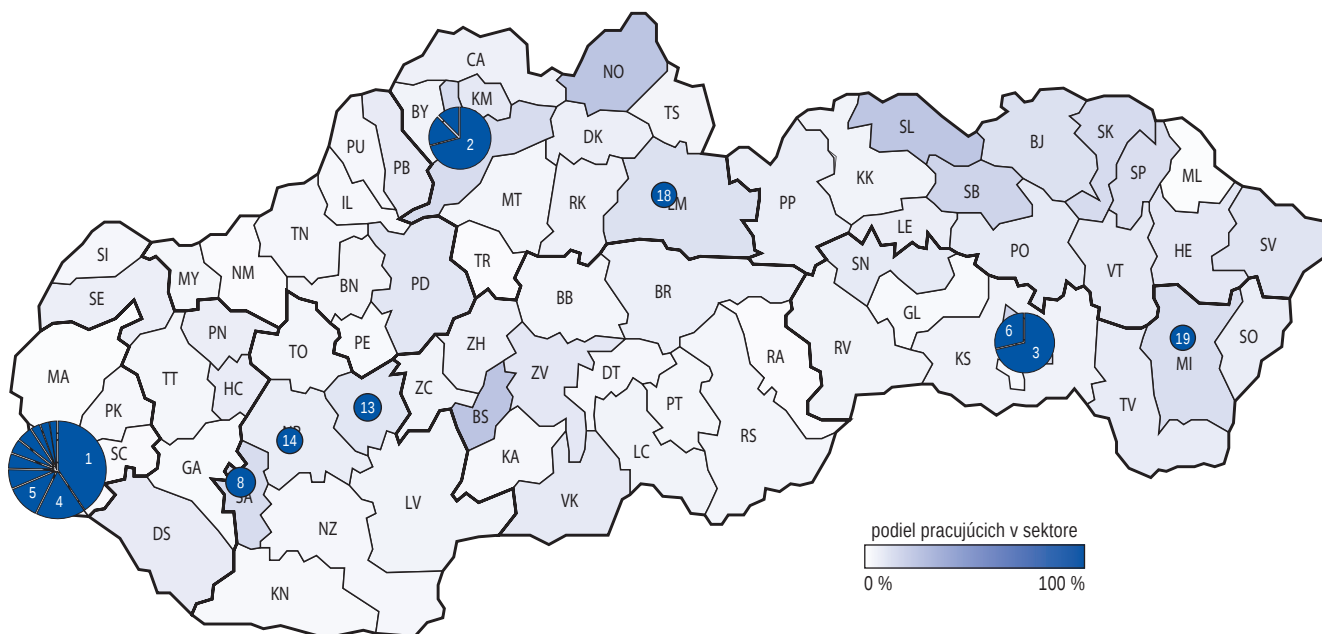 CA
NO
BY
KM
TS
DK
2
PU
PB
IL
MT
RK
18
LM
PP
KK
SL
SB
LE
BJ
SK
SP
ML
PO
VT
HE
SV
SI
SE
MY
NM
TN
BN
PD
TR
BB
BR
SN
GL
RV
KS
6
3
MI
19
SO
TV
MA
PK
SC
TT
PN
HC
TO
PE
ZH
ZC
ZV
BS
DT
PT
RA
RS
LC
KA
VK
1
5
4
GA
DS
14
13
8
SA
NZ
LV
KN
podiel pracujúcich v sektore
0 %
100 %